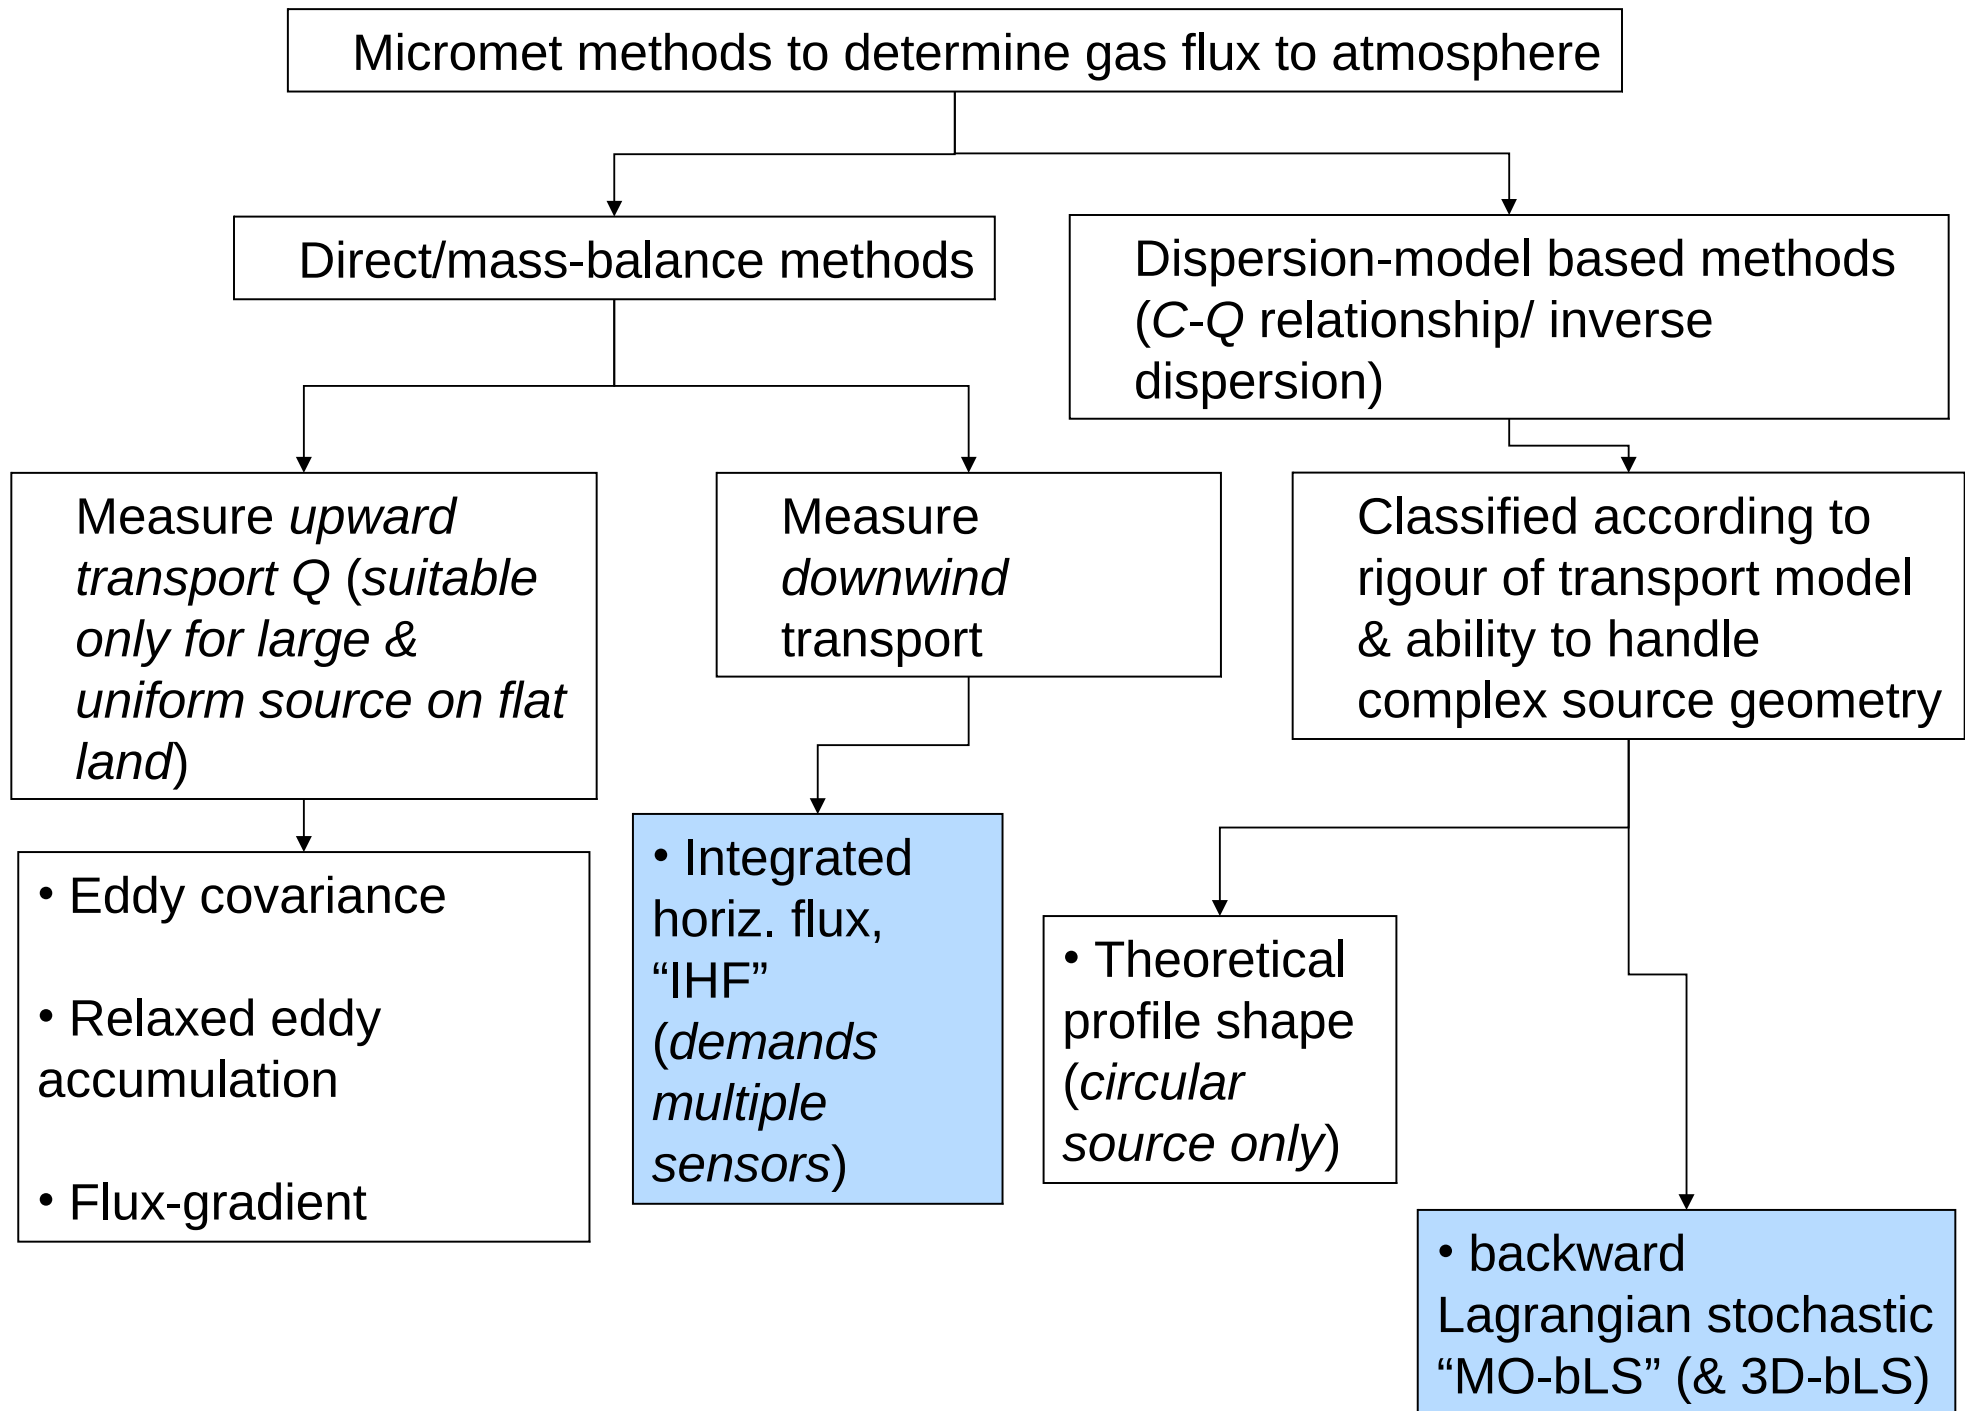 Micromet methods to determine gas flux to atmosphere
Direct/mass-balance methods
Dispersion-model based methods
(C-Q relationship/ inverse
dispersion)
Measure upward
transport Q (suitable
only for large &
uniform source on flat
land)
Measure
downwind
transport
Classified according to
rigour of transport model
& ability to handle
complex source geometry
• Eddy covariance
• Relaxed eddy
accumulation
• Flux-gradient
• Integrated
horiz. flux,
“IHF”
(demands
multiple
sensors)
• Theoretical
profile shape
(circular
source only)
• backward
Lagrangian stochastic
“MO-bLS” (& 3D-bLS)